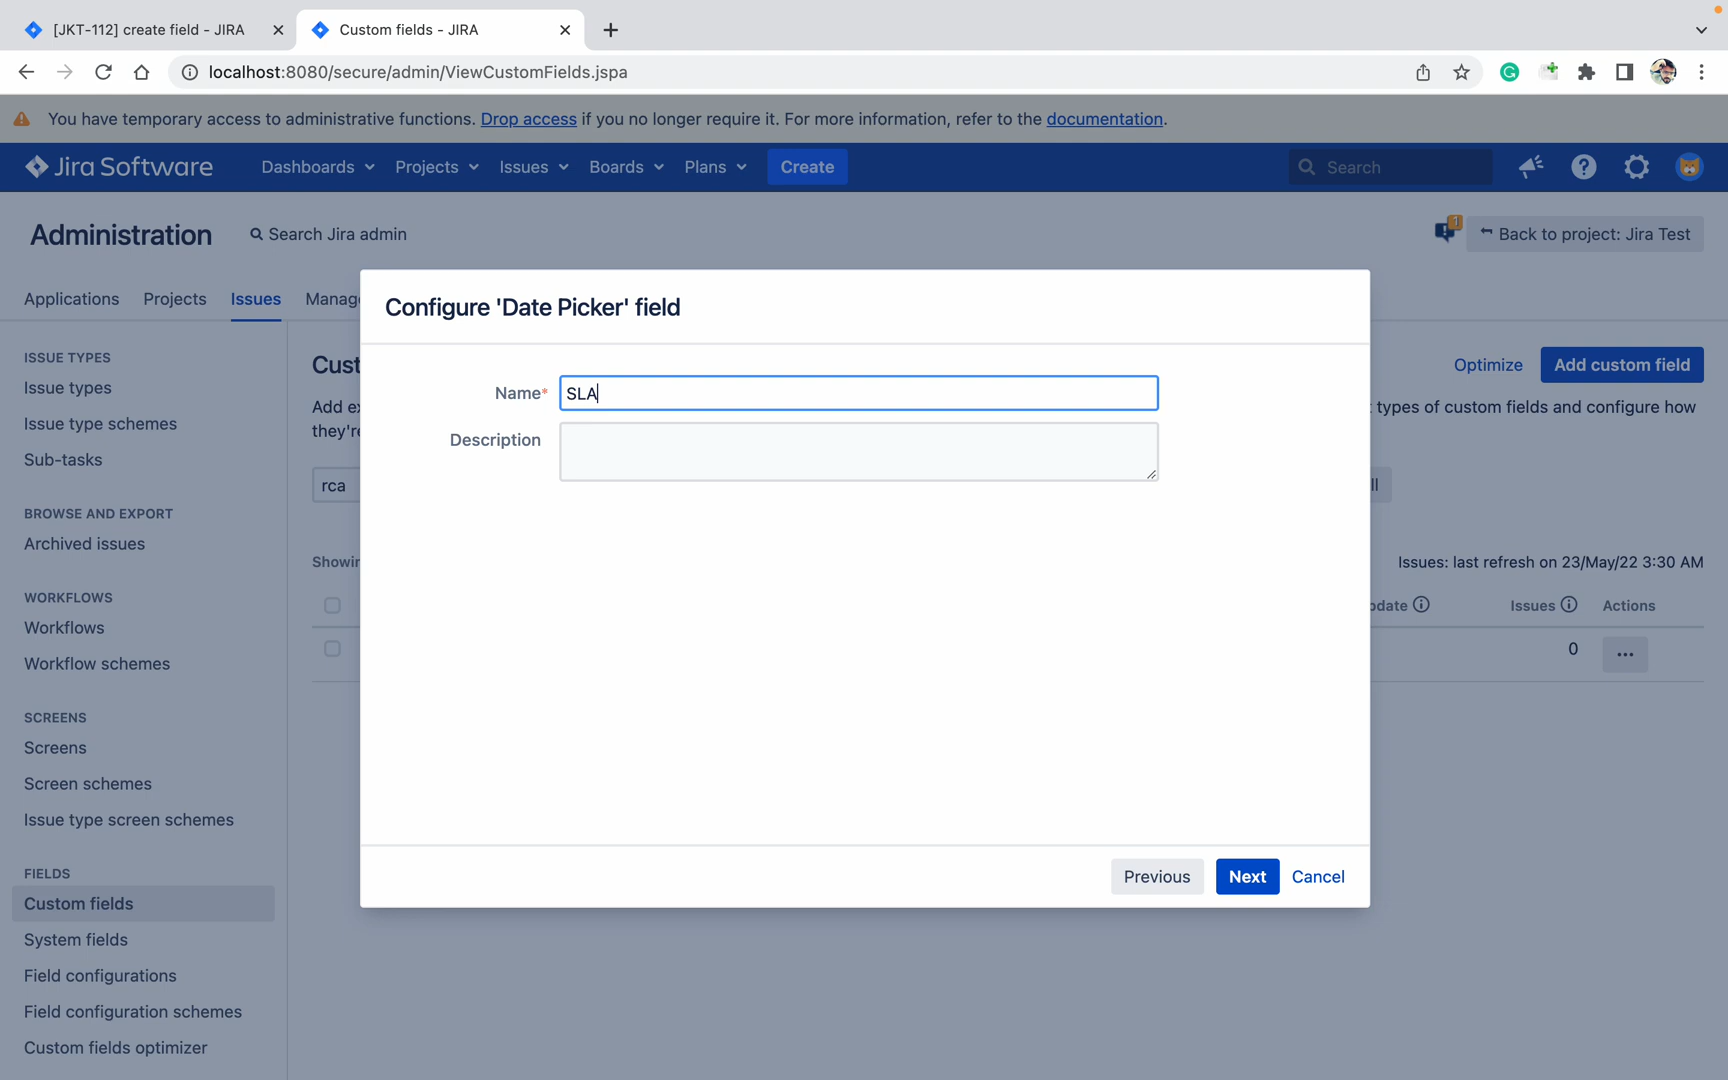 [JKT-112] create field - JIRA
Custom fields - JIRA
localhost:8080/secure/admin/ViewCustomFields.jspa
You have temporary access to administrative functions. Drop access if you no longer require it. For more information, refer to the documentation.
Jira Software
Dashboards
Projects
Issues
Boards
Plans
Create
Search
Administration
Search Jira admin
1
Back to project: Jira Test
Applications
Projects
Issues
Manag
ISSUE TYPES
Issue types
Issue type schemes
Sub-tasks
BROWSE AND EXPORT
Archived issues
WORKFLOWS
Workflows
Workflow schemes
SCREENS
Screens
Screen schemes
Issue type screen schemes
FIELDS
Custom fields
System fields
Field configurations
Field configuration schemes
Custom fields optimizer
Cust
Optimize
Add custom field
Add ex
types of custom fields and configure how
they're
rca
ll
Showin
Issues: last refresh on 23/May/22 3:30 AM
pdate
Issues
Actions
0
Configure 'Date Picker' field
Name*
SLA
Description
Previous
Next
Cancel